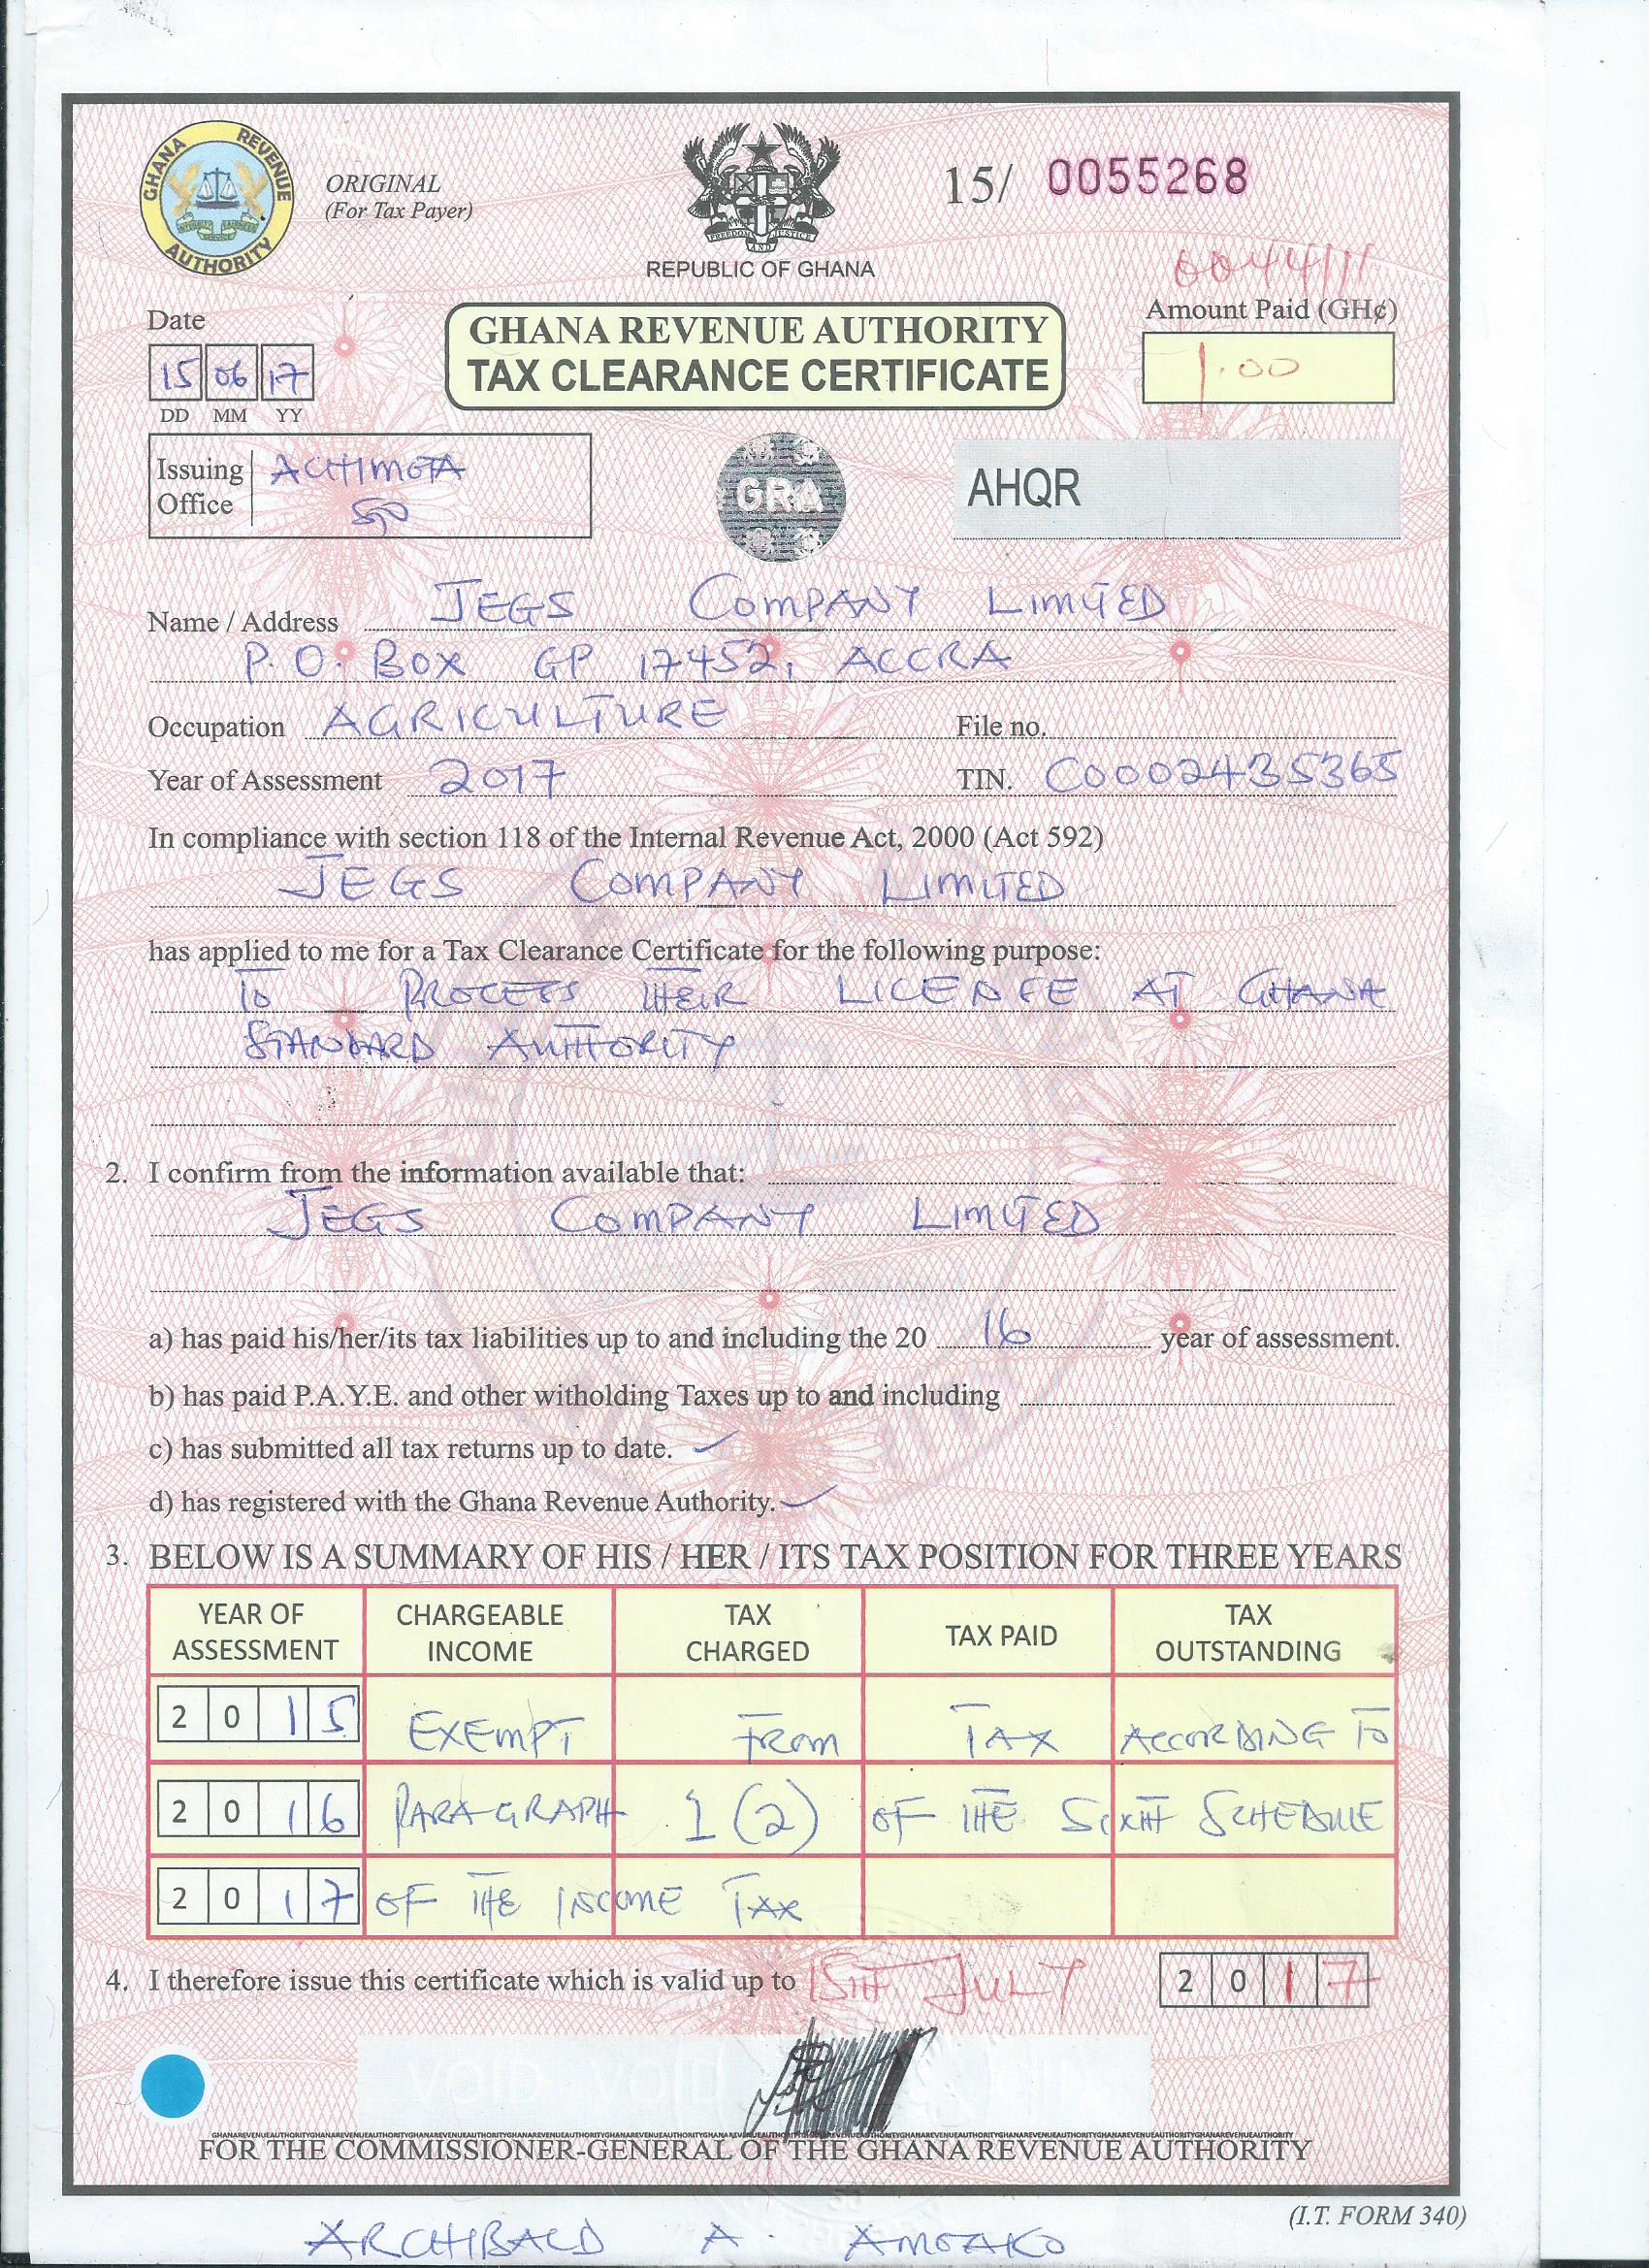 GHANA REVENUE AUTHORITY
ORIGINAL
(For Tax Payer)
FREEDOM AND JUSTICE
REPUBLIC OF GHANA
15/ 0055268
0044111
Date
15 06 17
DD MM YY
GHANA REVENUE AUTHORITY
TAX CLEARANCE CERTIFICATE
Amount Paid (GH¢)
1.00
Issuing Office ACHIMOTA
GRA
AHQR
Name / Address JEGS COMPANY LIMITED
P.O. BOX GP 17452, ACCRA
Occupation AGRICULTURE File no.
Year of Assessment 2017 TIN. C0002435365
In compliance with section 118 of the Internal Revenue Act, 2000 (Act 592)
JEGS COMPANY LIMITED
has applied to me for a Tax Clearance Certificate for the following purpose:
TO PROCESS THEIR LICENSE AT GHANA
STANDARD AUTHORITY
2. I confirm from the information available that:
JEGS COMPANY LIMITED
a) has paid his/her/its tax liabilities up to and including the 20 16 year of assessment.
b) has paid P.A.Y.E. and other witholding Taxes up to and including
c) has submitted all tax returns up to date. ✓
d) has registered with the Ghana Revenue Authority. ✓
3. BELOW IS A SUMMARY OF HIS / HER / ITS TAX POSITION FOR THREE YEARS
YEAR OF ASSESSMENT CHARGEABLE INCOME TAX CHARGED TAX PAID TAX OUTSTANDING
2015 EXEMPT FROM TAX ACCORDING TO
2016 PARAGRAPH 1(2) OF THE SIXTH SCHEDULE
2017 OF THE INCOME TAX
4. I therefore issue this certificate which is valid up to 15TH JULY 2017
FOR THE COMMISSIONER-GENERAL OF THE GHANA REVENUE AUTHORITY
(I.T. FORM 340)
ARCHIBALD A. AMOAKO